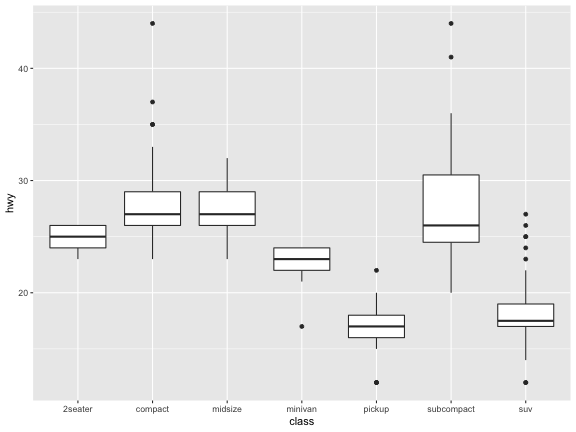 40
30
20
hwy
2seater compact midsize minivan pickup subcompact suv
class